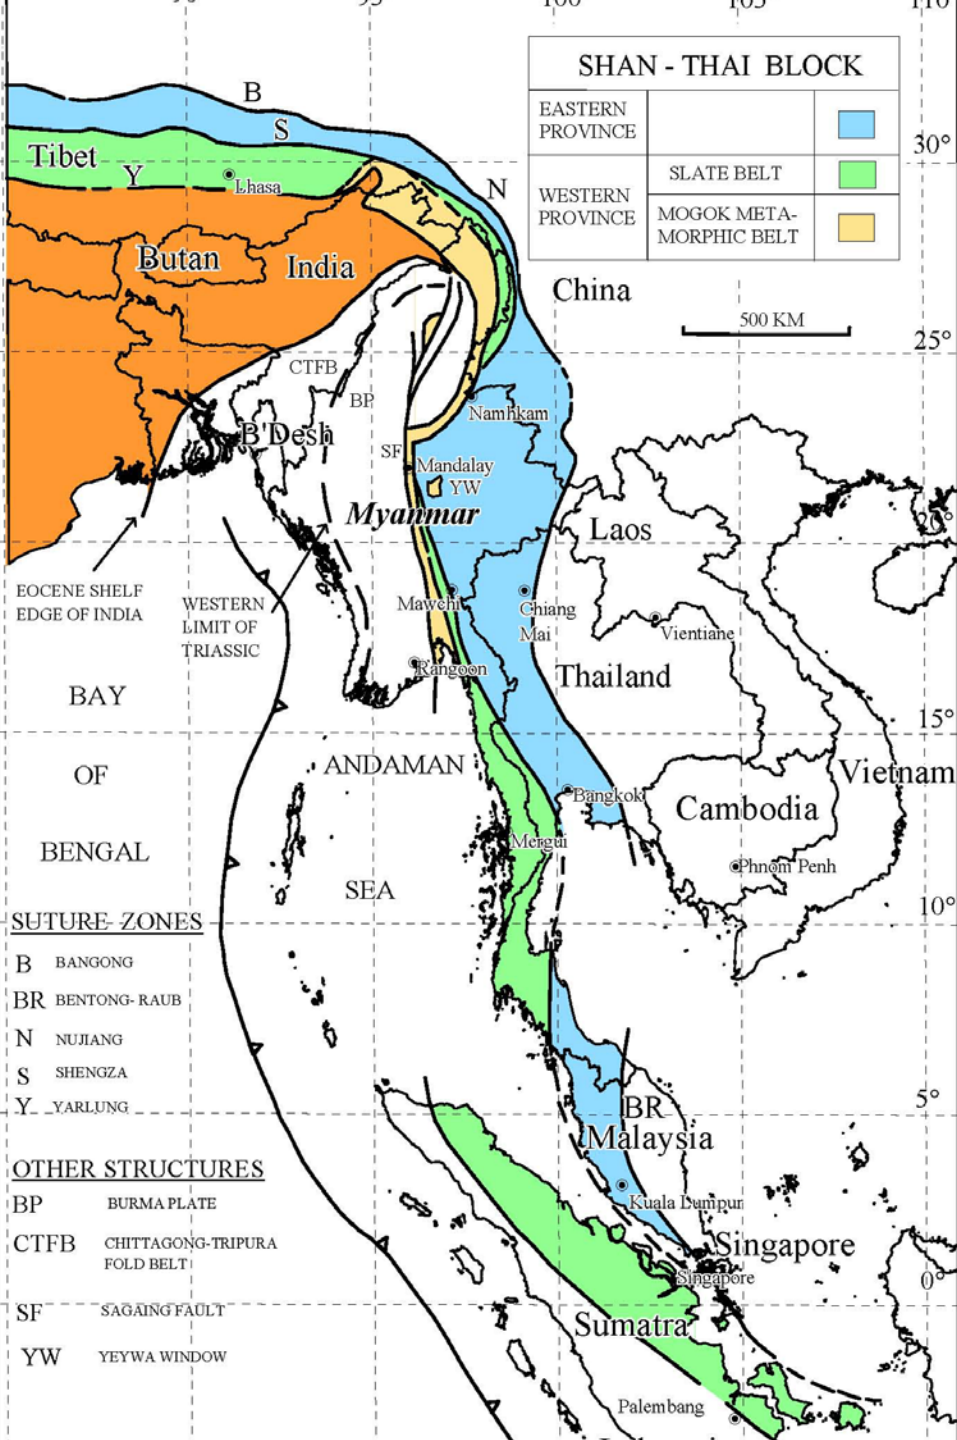 95
100
105
110
SHAN - THAI BLOCK
EASTERN
PROVINCE
WESTERN
PROVINCE
SLATE BELT
MOGOK META-
MORPHIC BELT
B
S
30°
Tibet
Y
Lhasa
N
Butan
India
China
500 KM
25°
CTFB
BP
Namhkam
B'Desh
SF
Mandalay
YW
Myanmar
20°
Laos
EOCENE SHELF
EDGE OF INDIA
WESTERN
LIMIT OF
TRIASSIC
Mawchi
Chiang
Mai
Vientiane
Rangoon
Thailand
BAY
OF
BENGAL
15°
ANDAMAN
SEA
Vietnam
Bangkok
Cambodia
Mergui
Phnom Penh
10°
SUTURE ZONES
B BANGONG
BR BENTONG- RAUB
N NUJIANG
S SHENGZA
Y YARLUNG
5°
BR
Malaysia
OTHER STRUCTURES
BP BURMA PLATE
CTFB CHITTAGONG-TRIPURA
FOLD BELT
SF SAGAING FAULT
YW YEYWA WINDOW
Kuala Lumpur
Singapore
Singapore
0°
Sumatra
Palembang